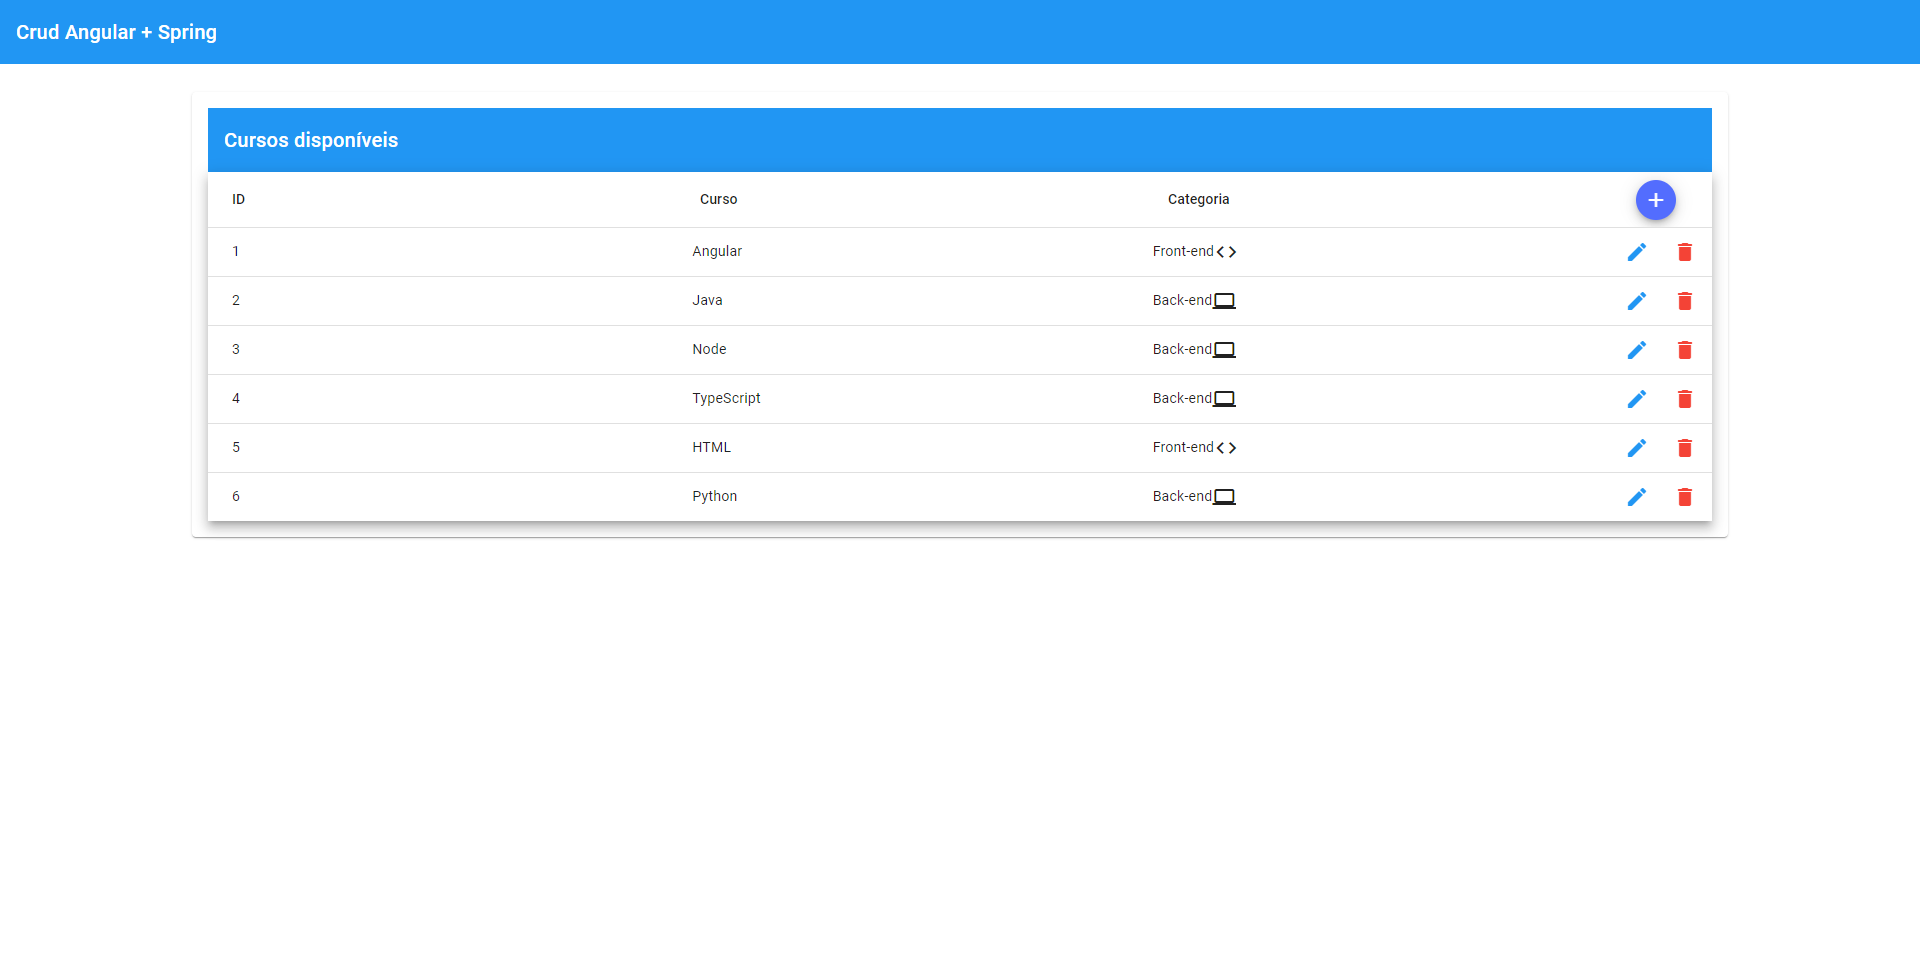 Crud Angular + Spring
Cursos disponíveis
ID Curso Categoria
1 Angular Front-end
2 Java Back-end
3 Node Back-end
4 TypeScript Back-end
5 HTML Front-end
6 Python Back-end